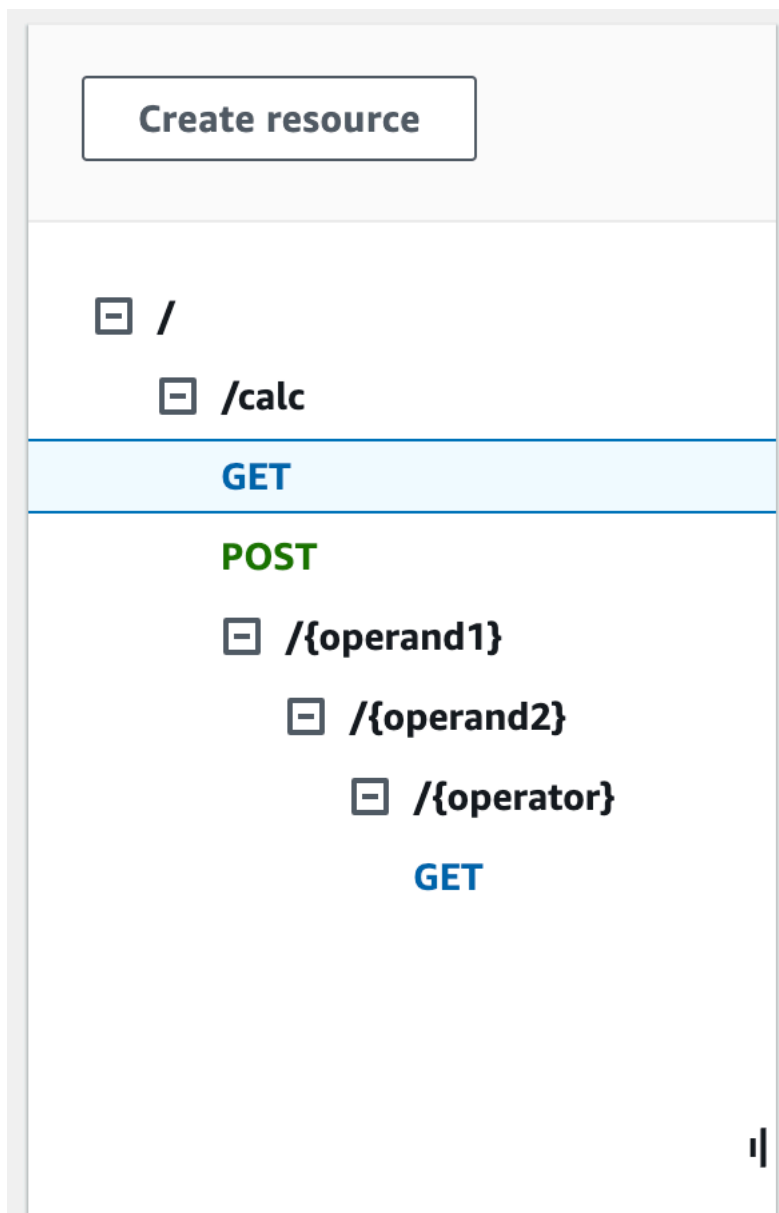 Create resource
/
/calc
GET
POST
/{operand1}
/{operand2}
/{operator}
GET